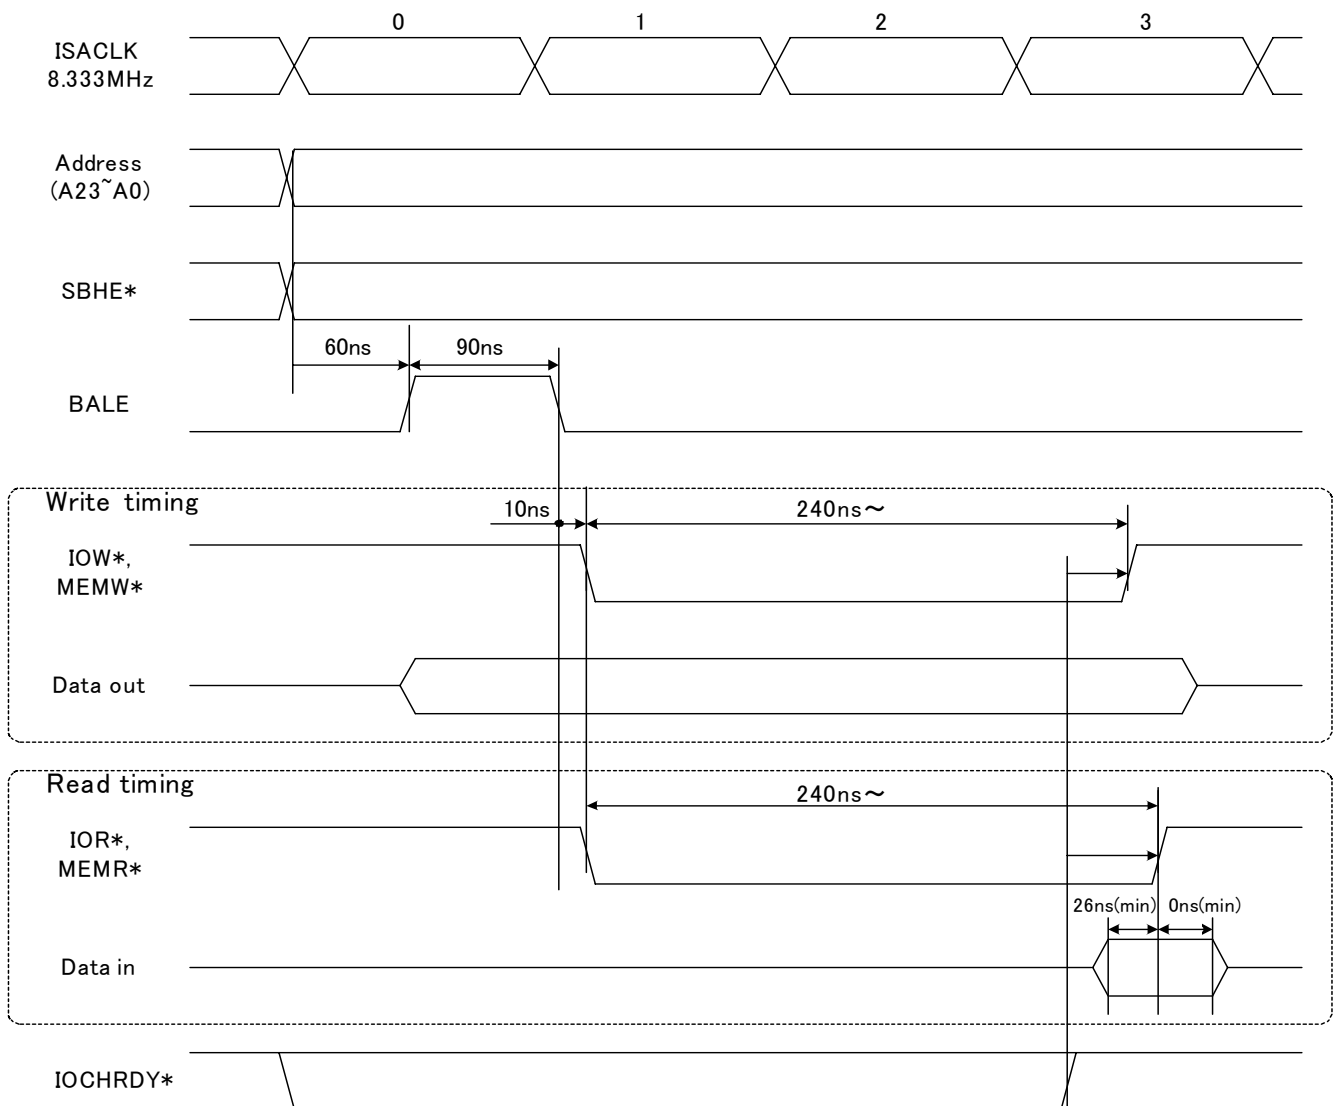 0 1 2 3
ISACLK
8.333MHz
Address
(A23~A0)
SBHE*
60ns 90ns
BALE
Write timing
10ns 240ns～
IOW*,
MEMW*
Data out
Read timing
240ns～
IOR*,
MEMR*
26ns(min) 0ns(min)
Data in
IOCHRDY*